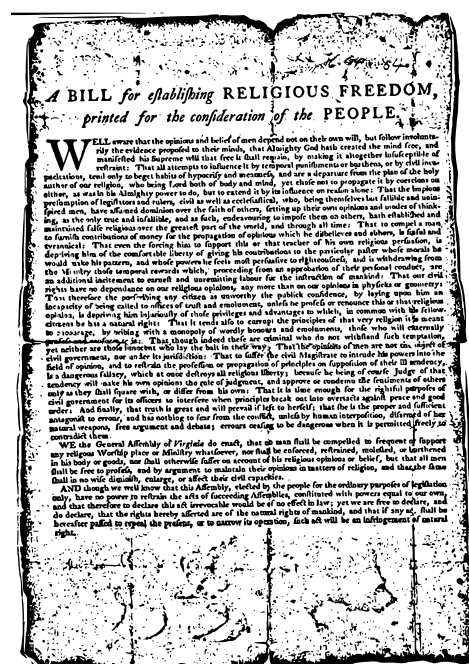 A BILL for eſtabliſhing RELIGIOUS FREEDOM,
printed for the conſideration of the PEOPLE.
WELL aware that the opinions and belief of men depend not on their own will, but follow involunta-
rily the evidence propoſed to their minds, that Almighty God hath created the mind free, and
manifeſted his Supreme will that free it ſhall remain, by making it altogether inſuſceptible of
reſtraint: That all attempts to influence it by temporal puniſhments or burthens, or by civil inca-
pacitations, tend only to beget habits of hypocriſy and meanneſs, and are a departure from the plan of the holy
author of our religion, who being Lord both of body and mind, yet choſe not to propagate it by coercions on
either, as was in his Almighty power to do, but to extend it by its influence on reaſon alone: That the impious
preſumption of legiſlators and rulers, civil as well as eccleſiaſtical, who, being themſelves but fallible and unin-
ſpired men, have aſſumed dominion over the faith of others, ſetting up their own opinions and modes of think-
ing, as the only true and infallible, and as ſuch, endeavouring to impoſe them on others, hath eſtabliſhed and
maintained falſe religions over the greateſt part of the world, and through all time: That to compel a man
to furniſh contributions of money for the propagation of opinions which he diſbelieves and abhors, is ſinful and
tyrannical: That even the forcing him to ſupport this or that teacher of his own religious perſuaſion, is
depriving him of the comfortable liberty of giving his contributions to the particular paſtor whoſe morals he
would make his pattern, and whoſe powers he feels moſt perſuaſive to righteouſneſs, and is withdrawing from
the Miniſtry thoſe temporal rewards which, proceeding from an approbation of their perſonal conduct, are
an additional incitement to earneſt and unremitting labour for the inſtruction of mankind: That our civil
rights have no dependance on our religious opinions, any more than on our opinions in phyſicks or geometry:
That therefore the proſcribing any citizen as unworthy the publick confidence, by laying upon him an
incapacity of being called to offices of truſt and emolument, unleſs he profeſs or renounce this or that religious
opinion, is depriving him injuriouſly of thoſe privileges and advantages to which, in common with his fellow-
citizens he has a natural right: That it tends alſo to corrupt the principles of that very religion it is meant
to encourage, by bribing with a monopoly of worldly honours and emoluments, thoſe who will externally
profeſs and conform to it: That though indeed theſe are criminal who do not withſtand ſuch temptation,
yet neither are thoſe innocent who lay the bait in their way: That the opinions of men are not the object of
civil government, nor under its juriſdiction: That to ſuffer the civil Magiſtrate to intrude his powers into the
field of opinion, and to reſtrain the profeſſion or propagation of principles on ſuppoſition of their ill tendency,
is a dangerous fallacy, which at once deſtroys all religious liberty; becauſe he being of courſe Judge of that
tendency will make his own opinions the rule of judgment, and approve or condemn the ſentiments of others
only as they ſhall ſquare with, or differ from his own: That it is time enough for the rightful purpoſes of
civil government for its officers to interfere when principles break out into overt acts againſt peace and good
order: And finally, that truth is great and will prevail if left to herſelf; that ſhe is the proper and ſufficient
antagoniſt to errour, and has nothing to fear from the conflict, unleſs by human interpoſition, diſarmed of her
natural weapons, free argument and debate; errours ceaſing to be dangerous when it is permitted freely to
contradict them.
WE the General Aſſembly of Virginia do enact, that no man ſhall be compelled to frequent or ſupport
any religious Worſhip place or Miniſtry whatſoever, nor ſhall be enforced, reſtrained, moleſted, or burthened
in his body or goods, nor ſhall otherwiſe ſuffer on account of his religious opinions or belief, but that all men
ſhall be free to profeſs, and by argument to maintain their opinions in matters of religion, and that the ſame
ſhall in no wiſe diminiſh, enlarge, or affect their civil capacities.
AND though we well know that this Aſſembly, elected by the people for the ordinary purpoſes of legiſlation
only, have no power to reſtrain the acts of ſucceeding Aſſemblies, conſtituted with powers equal to our own,
and that therefore to declare this act irrevocable would be of no effect in law; yet we are free to declare, and
do declare, that the rights hereby aſſerted are of the natural rights of mankind, and that if any act ſhall be
hereafter paſſed to repeal the preſent, or to narrow its operation, ſuch act will be an infringement of natural
right.